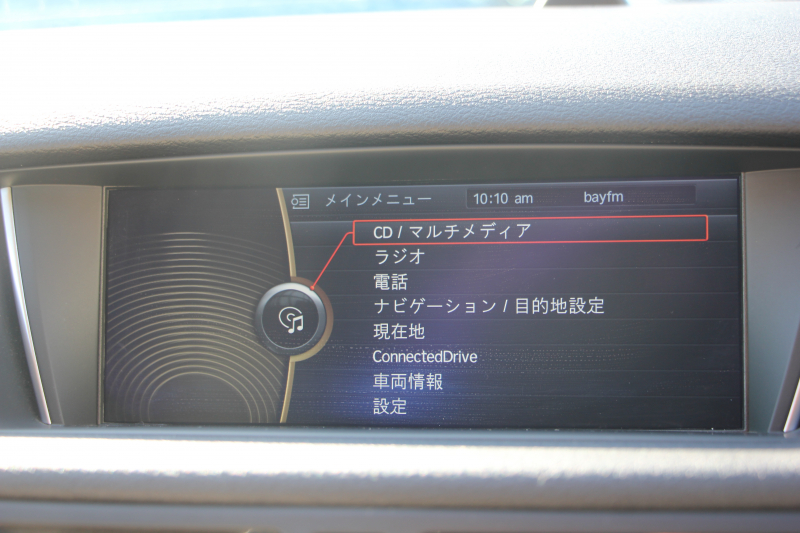 メインメニュー 10:10 am bayfm
CD / マルチメディア
ラジオ
電話
ナビゲーション / 目的地設定
現在地
ConnectedDrive
車両情報
設定